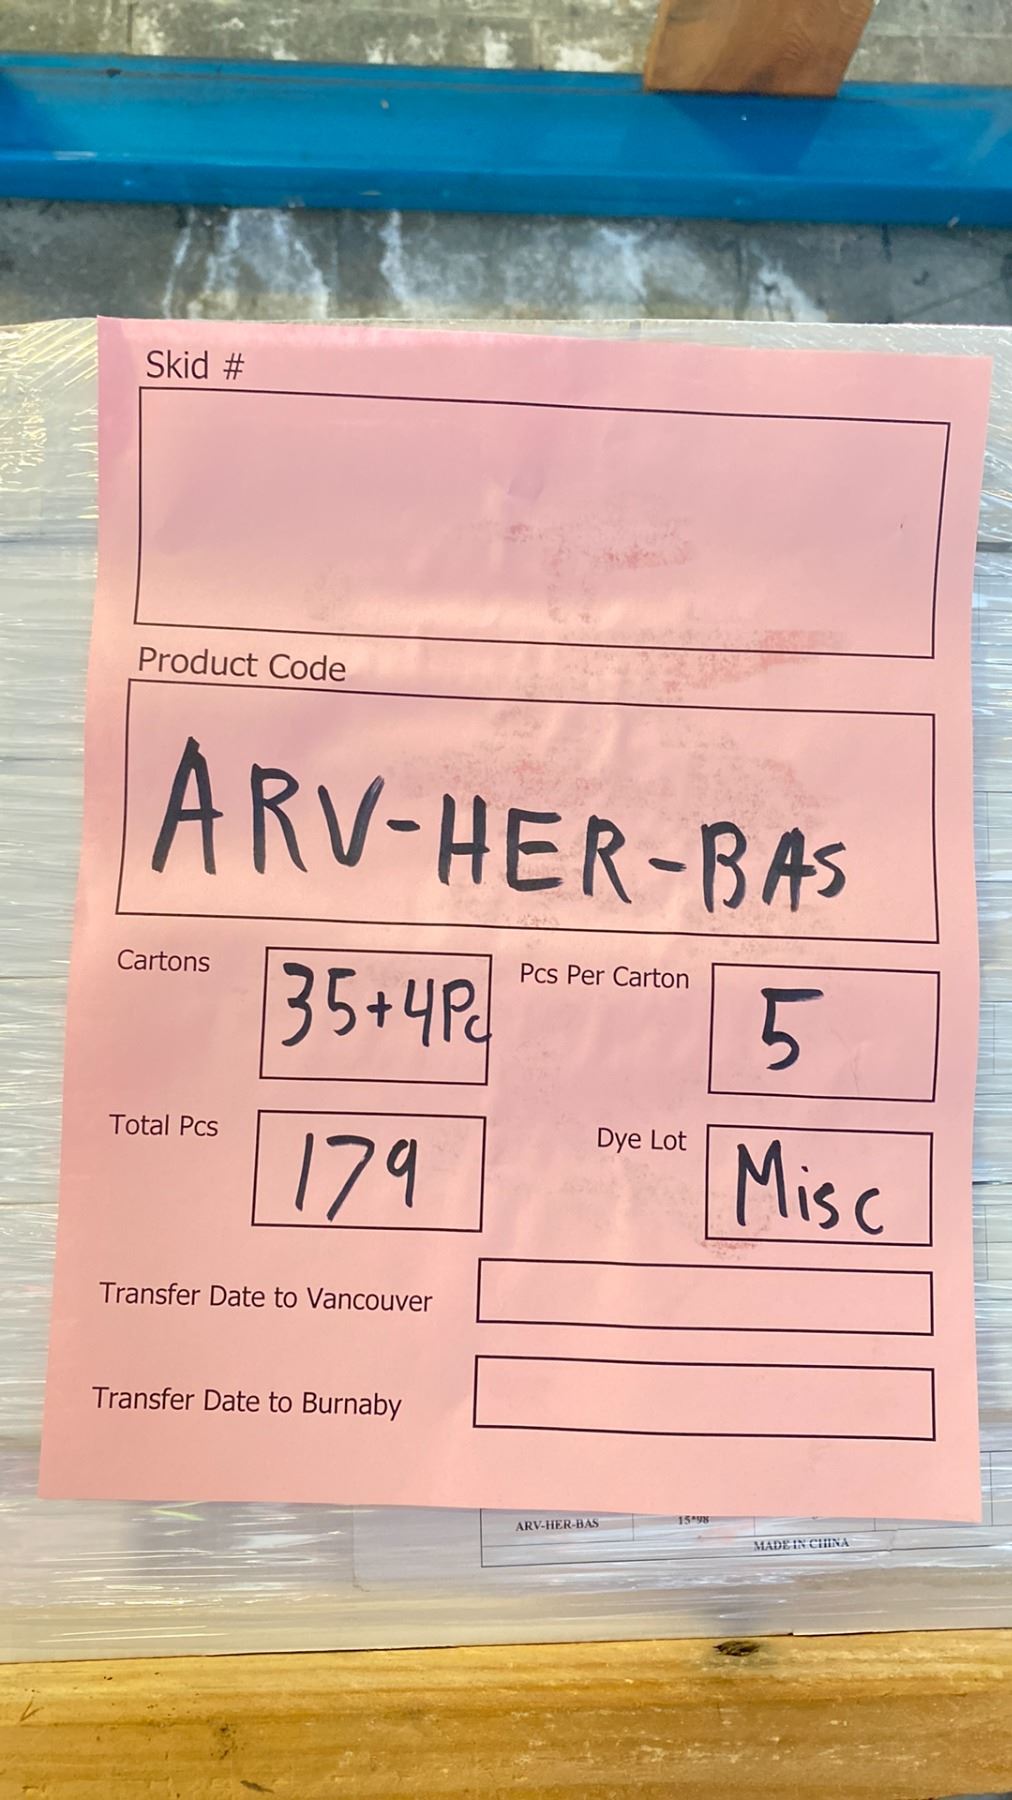 Skid #
Product Code
ARV-HER-BAS
Cartons 35+4Pc Pcs Per Carton 5
Total Pcs 179 Dye Lot Misc
Transfer Date to Vancouver
Transfer Date to Burnaby
ARV-HER-BAS 15*98
MADE IN CHINA